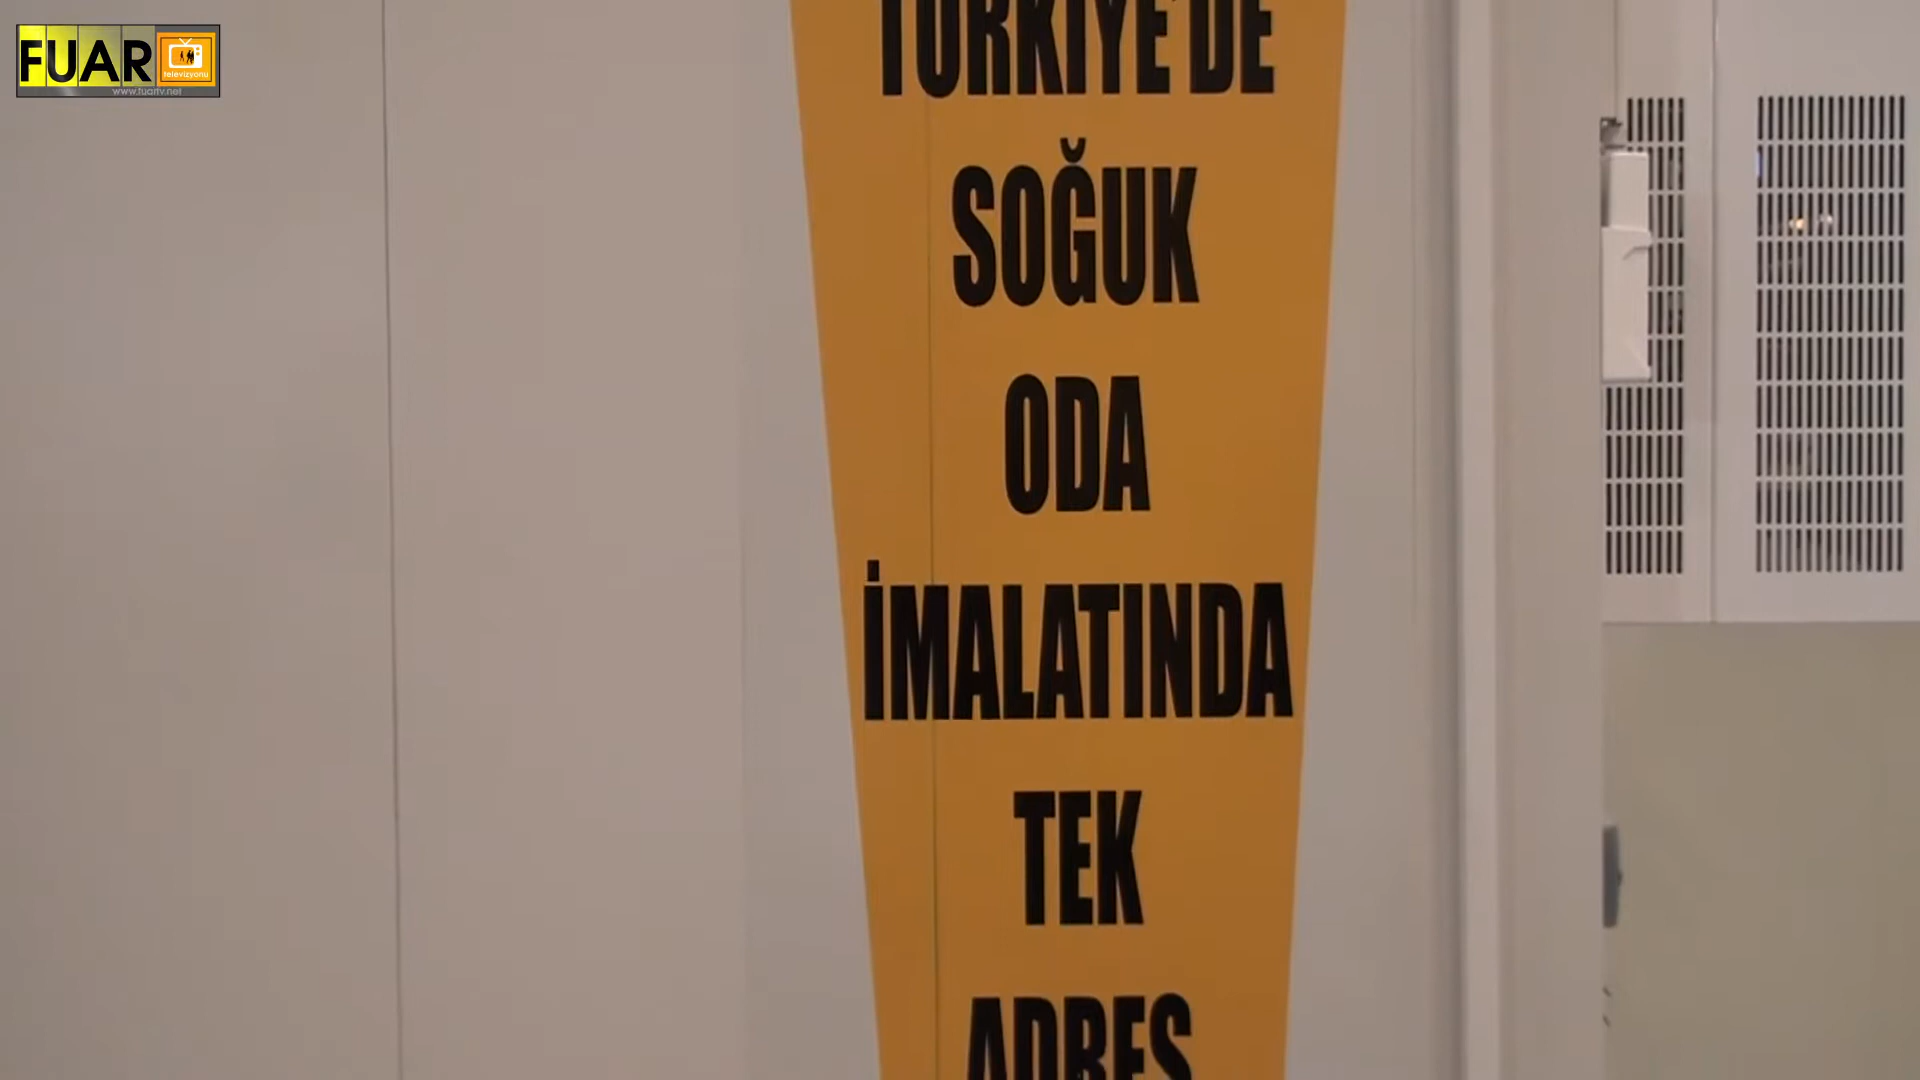 FUAR
televizyonu
www.fuartv.net
TÜRKİYE'DE
SOĞUK
ODA
İMALATINDA
TEK
ADRES